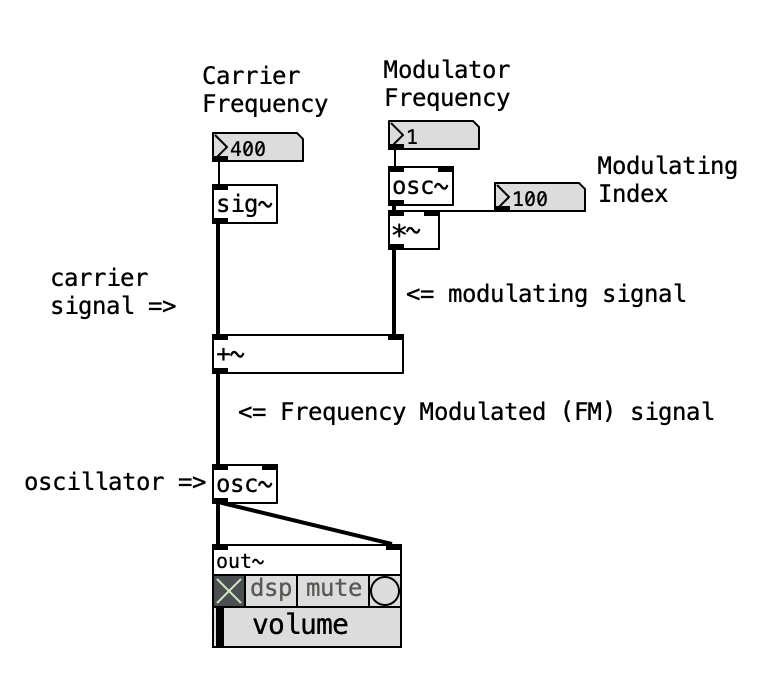 Carrier
Frequency
Modulator
Frequency
400
1
Modulating
Index
osc~
100
sig~
*~
carrier
signal =>
<= modulating signal
+~
<= Frequency Modulated (FM) signal
oscillator =>
osc~
out~
dsp
mute
volume